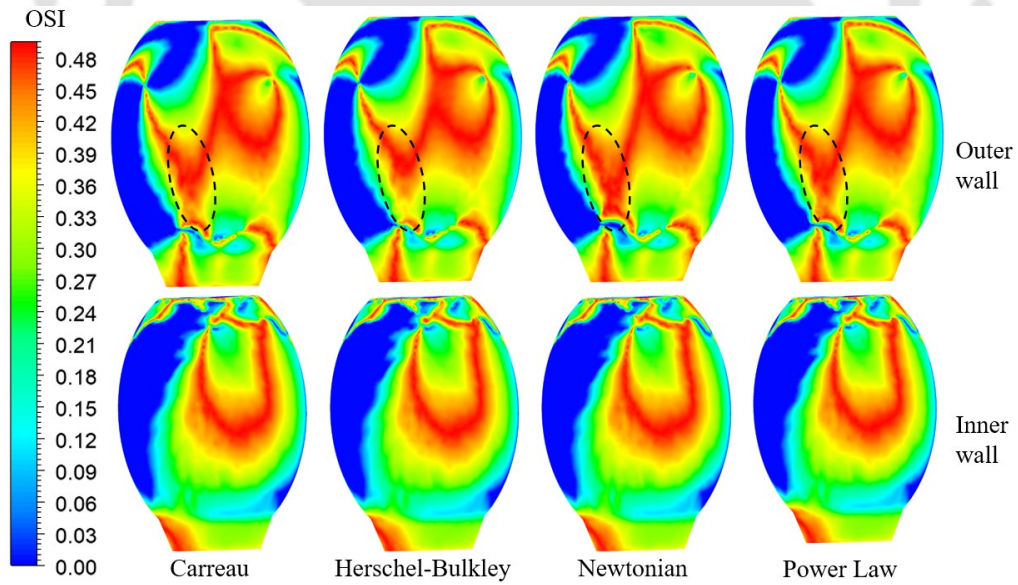 OSI
0.48
0.45
0.42
0.39
0.36
0.33
0.30
0.27
0.24
0.21
0.18
0.15
0.12
0.09
0.06
0.03
0.00
Outer
wall
Inner
wall
Carreau
Herschel-Bulkley
Newtonian
Power Law